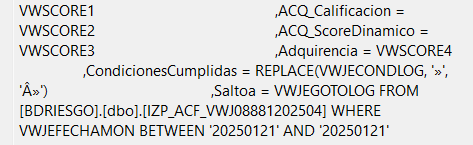 VWSCORE1 ,ACQ_Calificacion =
VWSCORE2 ,ACQ_ScoreDinamico =
VWSCORE3 ,Adquirencia = VWSCORE4
,CondicionesCumplidas = REPLACE(VWJECONDLOG, '»',
'Â»') ,Saltoa = VWJEGOTOLOG FROM
[BDRIESGO].[dbo].[IZP_ACF_VWJ08881202504] WHERE
VWJEFECHAMON BETWEEN '20250121' AND '20250121'